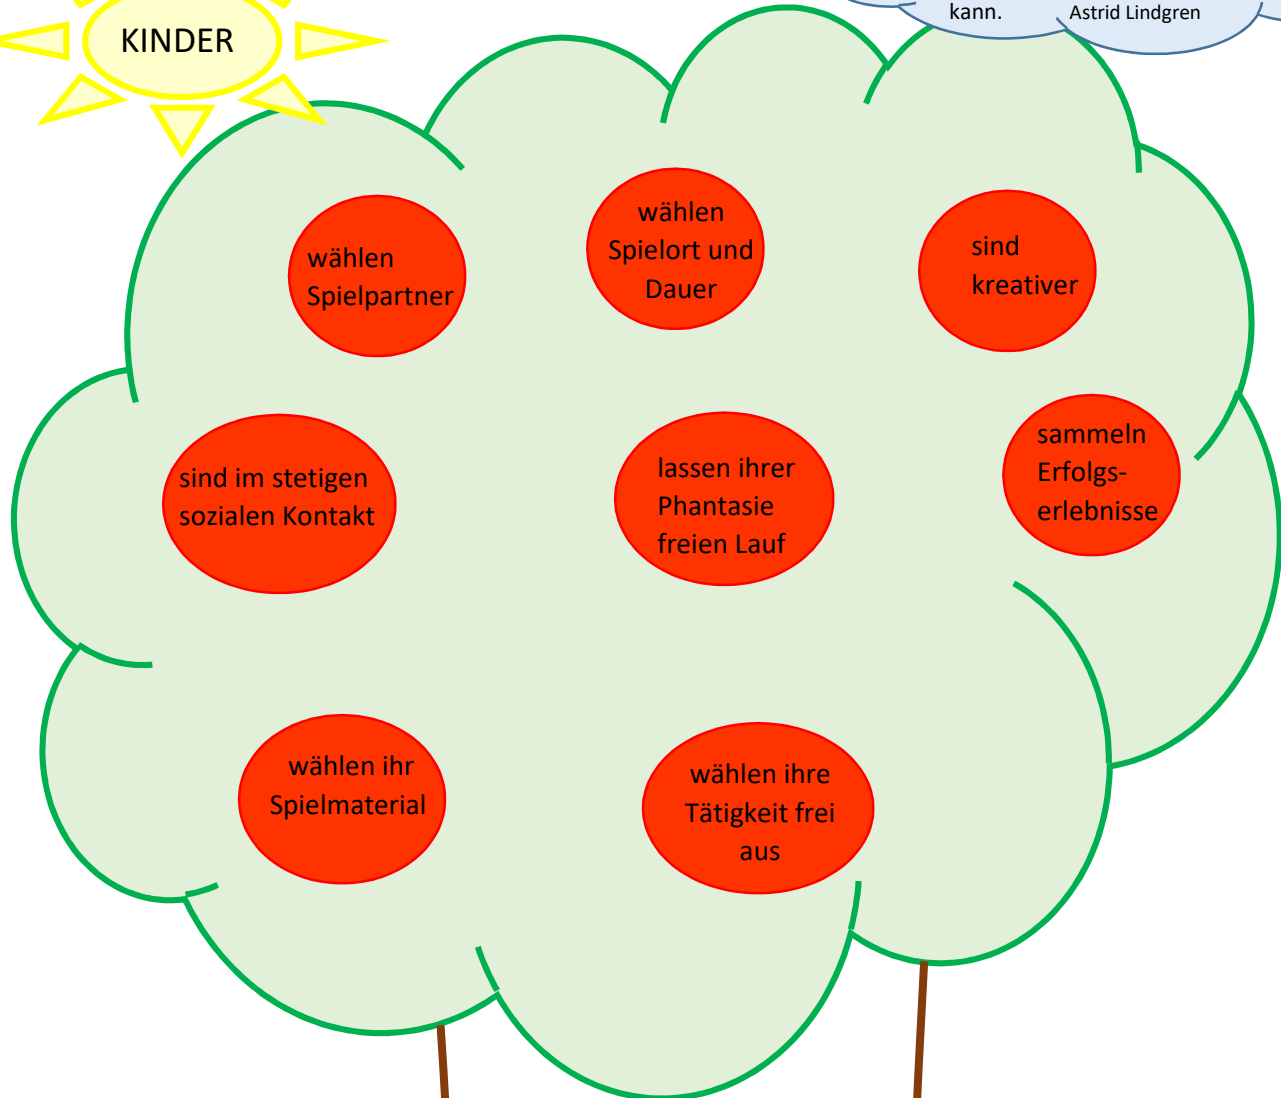 KINDER
kann.
Astrid Lindgren
wählen
Spielpartner
wählen
Spielort und
Dauer
sind
kreativer
sind im stetigen
sozialen Kontakt
lassen ihrer
Phantasie
freien Lauf
sammeln
Erfolgs-
erlebnisse
wählen ihr
Spielmaterial
wählen ihre
Tätigkeit frei
aus